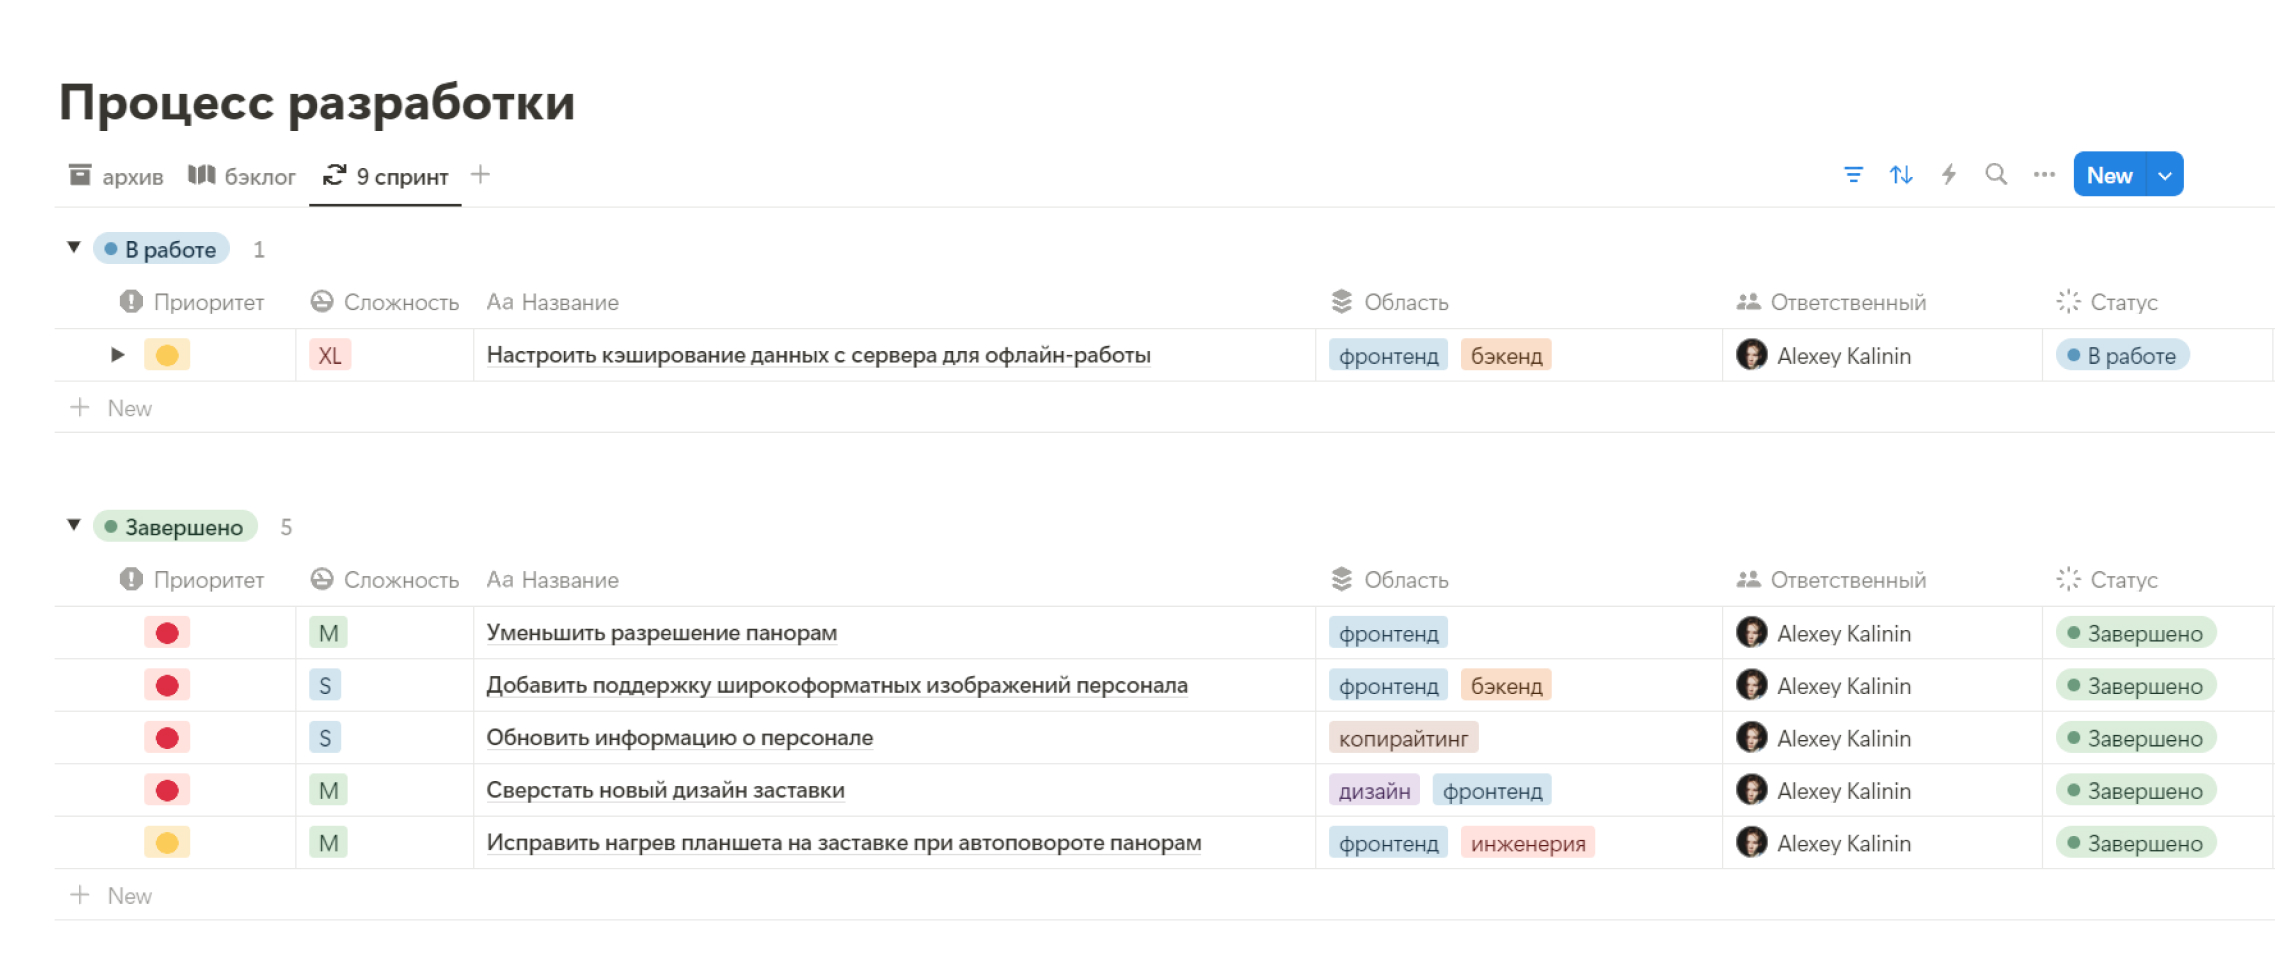 Процесс разработки
архив бэклог 9 спринт
New
В работе 1
Приоритет Сложность Aa Название Область Ответственный Статус
XL Настроить кэширование данных с сервера для офлайн-работы фронтенд бэкенд Alexey Kalinin В работе
New
Завершено 5
Приоритет Сложность Aa Название Область Ответственный Статус
M Уменьшить разрешение панорам фронтенд Alexey Kalinin Завершено
S Добавить поддержку широкоформатных изображений персонала фронтенд бэкенд Alexey Kalinin Завершено
S Обновить информацию о персонале копирайтинг Alexey Kalinin Завершено
M Сверстать новый дизайн заставки дизайн фронтенд Alexey Kalinin Завершено
M Исправить нагрев планшета на заставке при автоповороте панорам фронтенд инженерия Alexey Kalinin Завершено
New